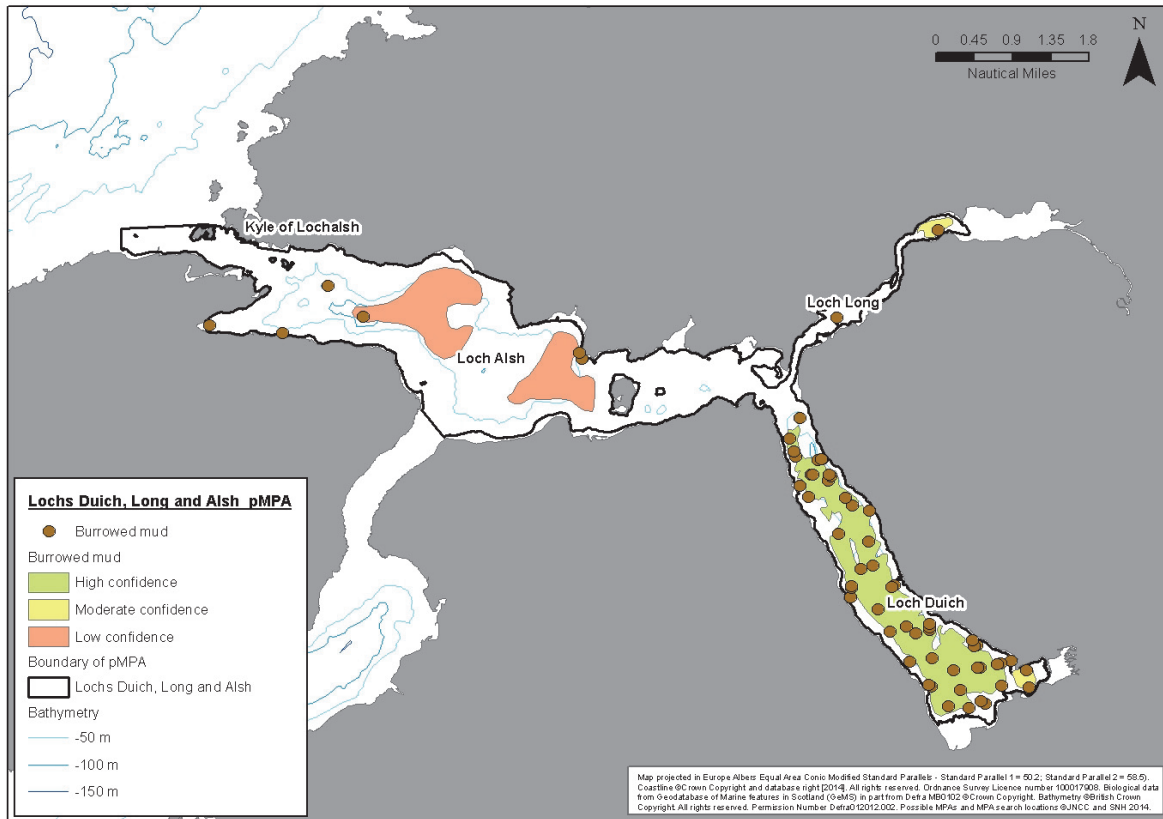 N
0 0.45 0.9 1.35 1.8
Nautical Miles
Kyle of Lochalsh
Loch Long
Loch Alsh
Loch Duich
Lochs Duich, Long and Alsh pMPA
Burrowed mud
Burrowed mud
High confidence
Moderate confidence
Low confidence
Boundary of pMPA
Lochs Duich, Long and Alsh
Bathymetry
-50 m
-100 m
-150 m
Map projected in Europe Albers Equal Area Conic Modified Standard Parallels - Standard Parallel 1 = 50.2; Standard Parallel 2 = 58.5).
Coastline ©Crown Copyright and database right [2014]. All rights reserved. Ordnance Survey Licence number 100017908. Biological data
from Geodatabase of Marine features in Scotland (GeMS) in part from Defra MB0102 ©Crown Copyright. Bathymetry ©British Crown
Copyright. All rights reserved. Permission Number Defra012012.002. Possible MPAs and MPA search locations ©JNCC and SNH 2014.